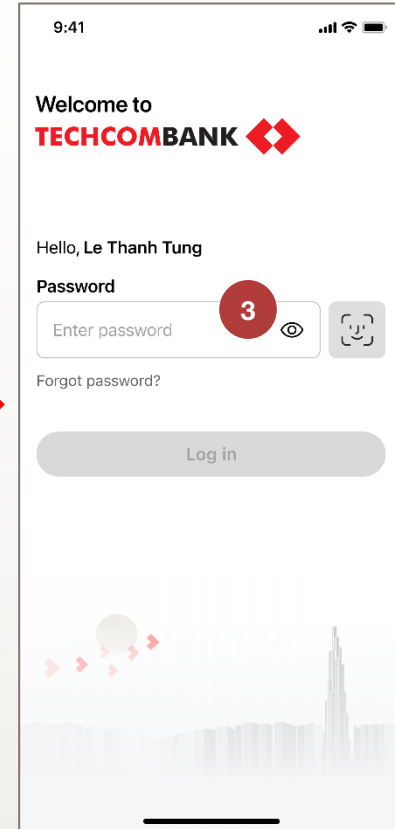 9:41
Welcome to
TECHCOMBANK
Hello, Le Thanh Tung
Password
Enter password
3
Forgot password?
Log in